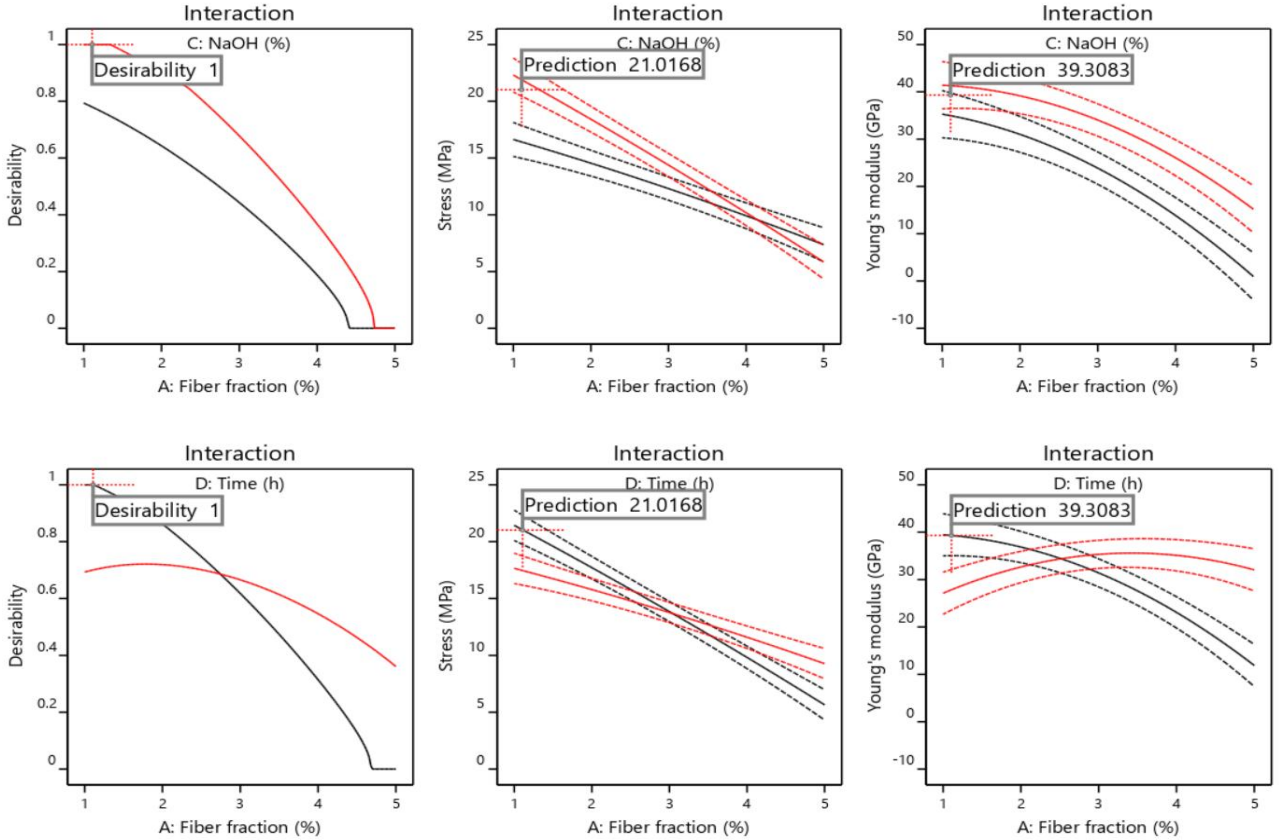 Interaction
C: NaOH (%)
Desirability 1
1
0.8
0.6
0.4
0.2
0
Desirability
1 2 3 4 5
A: Fiber fraction (%)
Interaction
C: NaOH (%)
Prediction 21.0168
25
20
15
10
5
0
Stress (MPa)
1 2 3 4 5
A: Fiber fraction (%)
Interaction
C: NaOH (%)
Prediction 39.3083
50
40
30
20
10
0
-10
Young's modulus (GPa)
1 2 3 4 5
A: Fiber fraction (%)
Interaction
D: Time (h)
Desirability 1
1
0.8
0.6
0.4
0.2
0
Desirability
1 2 3 4 5
A: Fiber fraction (%)
Interaction
D: Time (h)
Prediction 21.0168
25
20
15
10
5
0
Stress (MPa)
1 2 3 4 5
A: Fiber fraction (%)
Interaction
D: Time (h)
Prediction 39.3083
50
40
30
20
10
0
-10
Young's modulus (GPa)
1 2 3 4 5
A: Fiber fraction (%)